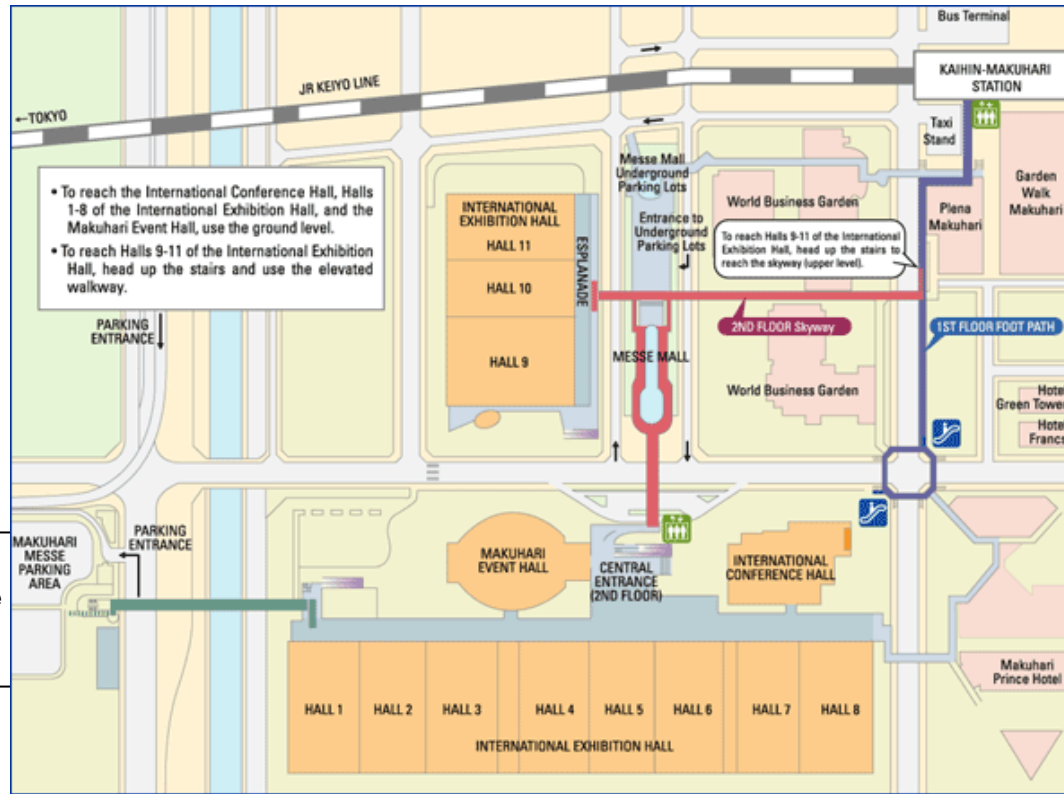 Bus Terminal
KAIHIN-MAKUHARI
STATION
JR KEIYO LINE
←TOKYO
Taxi
Stand
• To reach the International Conference Hall, Halls
1-8 of the International Exhibition Hall, and the
Makuhari Event Hall, use the ground level.
• To reach Halls 9-11 of the International Exhibition
Hall, head up the stairs and use the elevated
walkway.
Messe Mall
Underground
Parking Lots
Entrance to
Underground
Parking Lots
World Business Garden
Plena
Makuhari
Garden
Walk
Makuhari
INTERNATIONAL
EXHIBITION HALL
HALL 11
HALL 10
HALL 9
ESPLANADE
To reach Halls 9-11 of the International
Exhibition Hall, head up the stairs to
reach the skyway (upper level).
PARKING
ENTRANCE
2ND FLOOR Skyway
1ST FLOOR FOOT PATH
MESSE MALL
World Business Garden
Hote
Green Tower
Hote
Francs
MAKUHARI
MESSE
PARKING
AREA
PARKING
ENTRANCE
MAKUHARI
EVENT HALL
CENTRAL
ENTRANCE
(2ND FLOOR)
INTERNATIONAL
CONFERENCE HALL
Makuhari
Prince Hotel
HALL 1
HALL 2
HALL 3
HALL 4
HALL 5
HALL 6
HALL 7
HALL 8
INTERNATIONAL EXHIBITION HALL